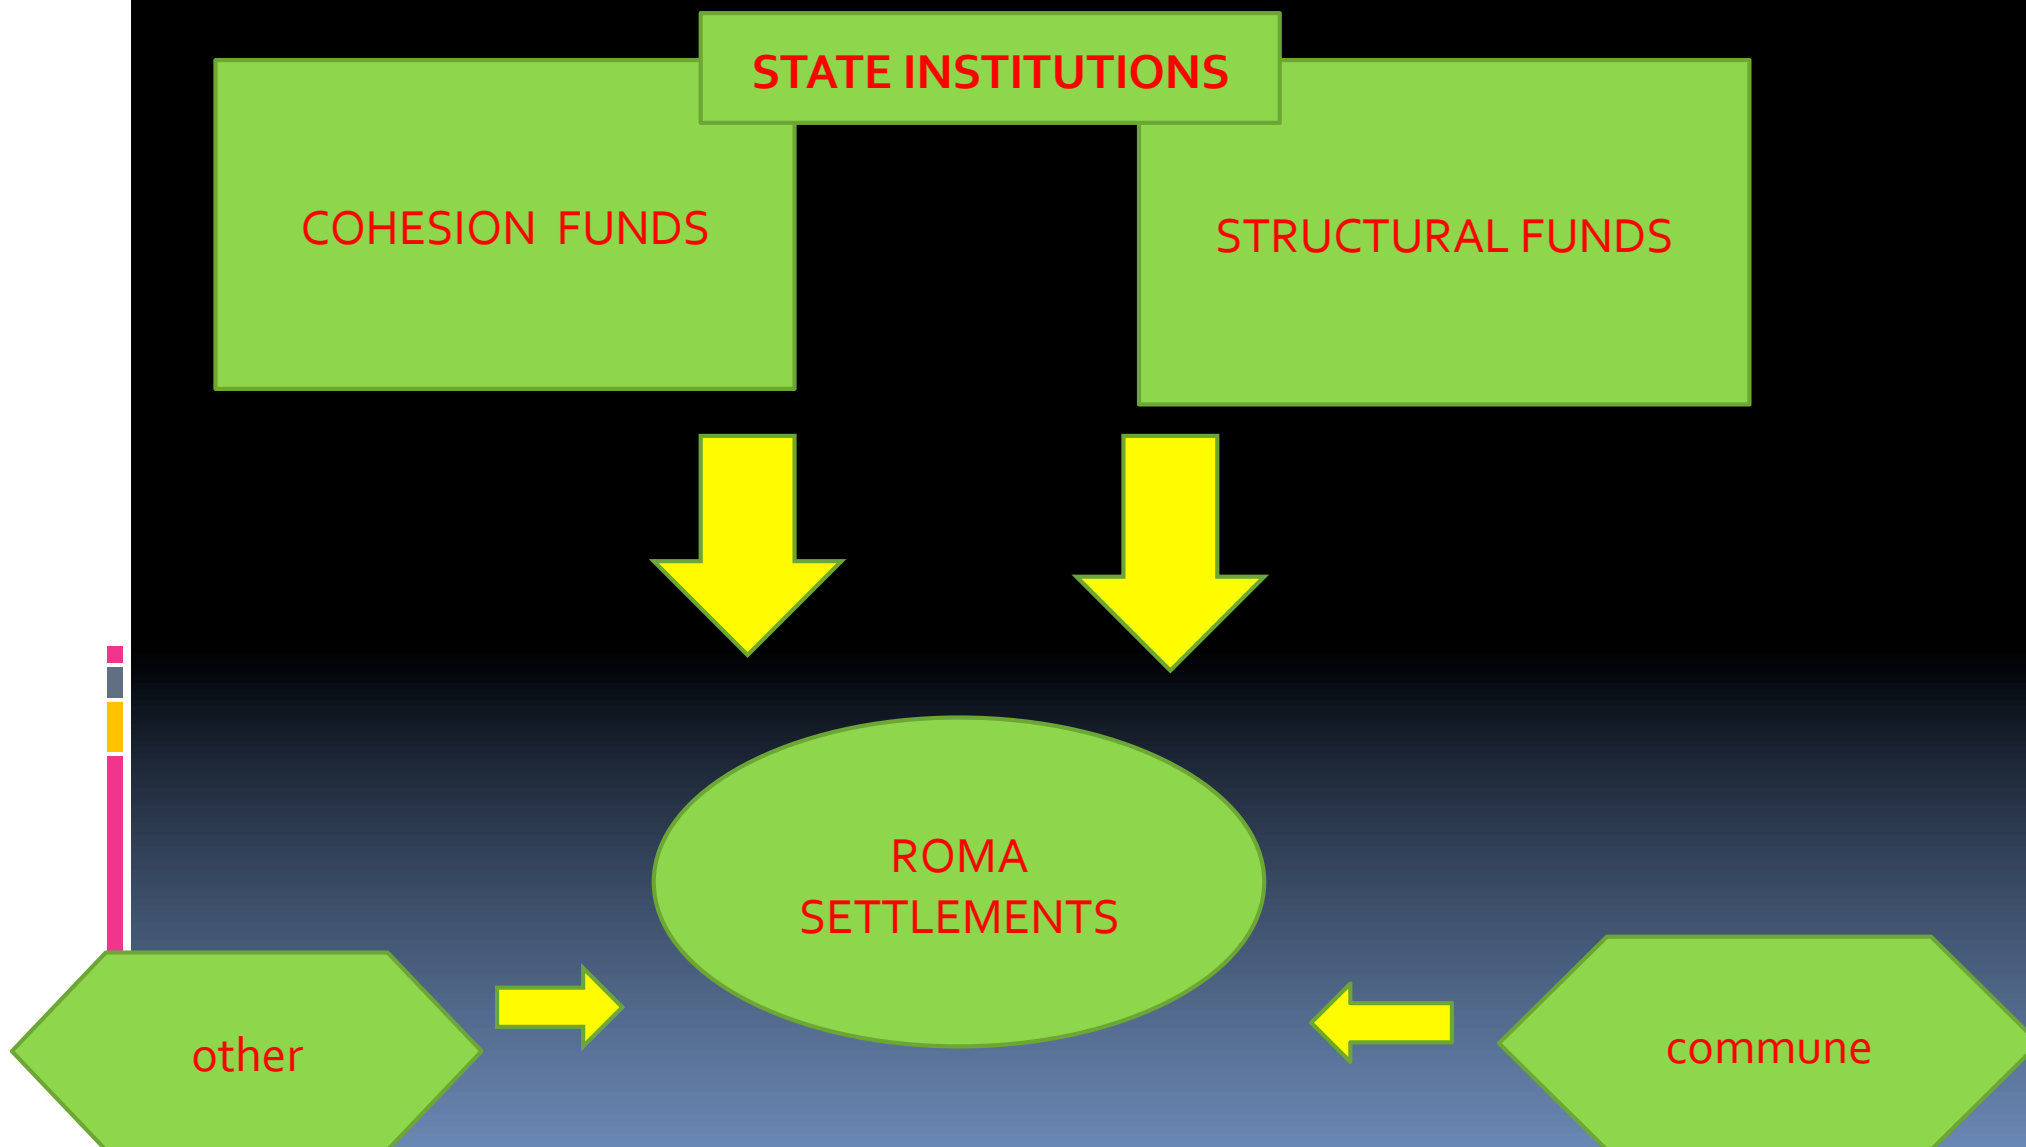 STATE INSTITUTIONS
COHESION  FUNDS
STRUCTURAL FUNDS
ROMA
SETTLEMENTS
other
commune